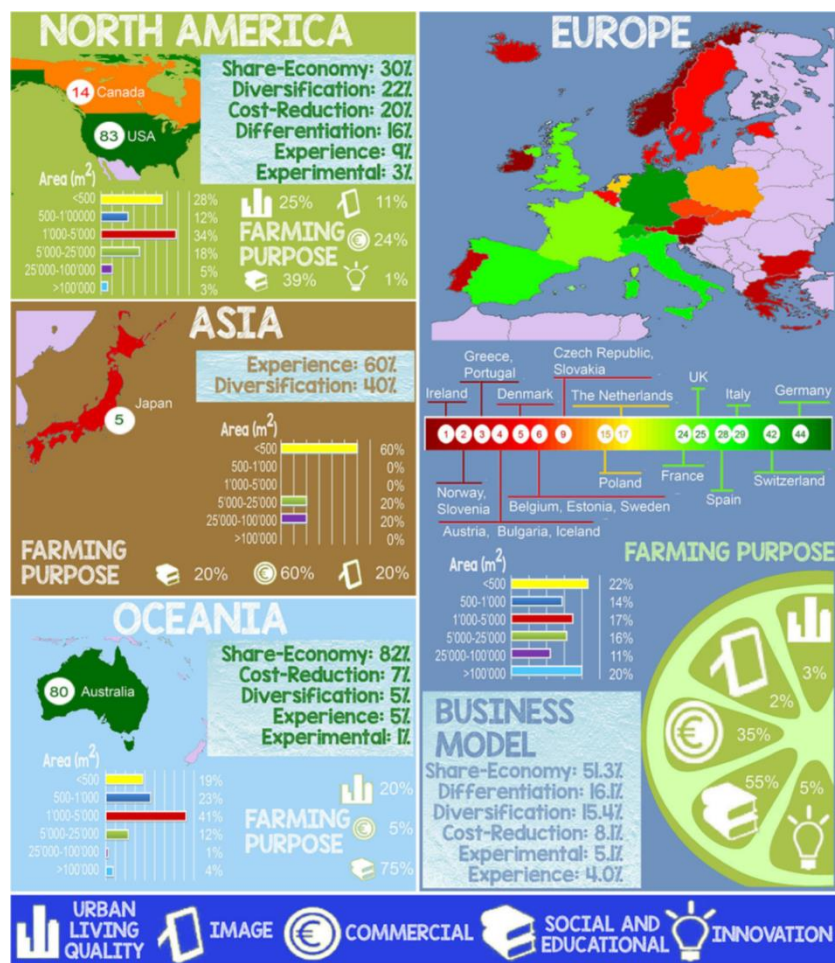 NORTH AMERICA
14 Canada
83 USA
Share-Economy: 30%
Diversification: 22%
Cost-Reduction: 20%
Differentiation: 16%
Experience: 9%
Experimental: 3%
Area (m²)
<500 28%
500-1'00000 12%
1'000-5'000 34%
5'000-25'000 18%
25'000-100'000 5%
>100'000 3%
25% 11%
FARMING
PURPOSE
24%
39% 1%
ASIA
Japan
5
Experience: 60%
Diversification: 40%
Area (m²)
<500 60%
500-1'000 0%
1'000-5'000 0%
5'000-25'000 20%
25'000-100'000 20%
>100'000 0%
FARMING
PURPOSE
20% 60% 20%
OCEANIA
80 Australia
Share-Economy: 82%
Cost-Reduction: 7%
Diversification: 5%
Experience: 5%
Experimental: 1%
Area (m²)
<500 19%
500-1'000 23%
1'000-5'000 41%
5'000-25'000 12%
25'000-100'000 1%
>100'000 4%
20%
FARMING
PURPOSE
5%
75%
EUROPE
Greece,
Portugal
Czech Republic,
Slovakia
UK
Ireland Denmark The Netherlands Italy Germany
1 2 3 4 5 6 9 15 17 24 25 28 29 42 44
Norway,
Slovenia
Poland France Spain Switzerland
Belgium, Estonia, Sweden
Austria, Bulgaria, Iceland
FARMING PURPOSE
Area (m²)
<500 22%
500-1'000 14%
1'000-5'000 17%
5'000-25'000 16%
25'000-100'000 11%
>100'000 20%
3%
2%
35%
55%
5%
BUSINESS
MODEL
Share-Economy: 51.3%
Differentiation: 16.1%
Diversification: 15.4%
Cost-Reduction: 8.1%
Experimental: 5.1%
Experience: 4.0%
URBAN
LIVING
QUALITY
IMAGE
€ COMMERCIAL
SOCIAL AND
EDUCATIONAL
INNOVATION